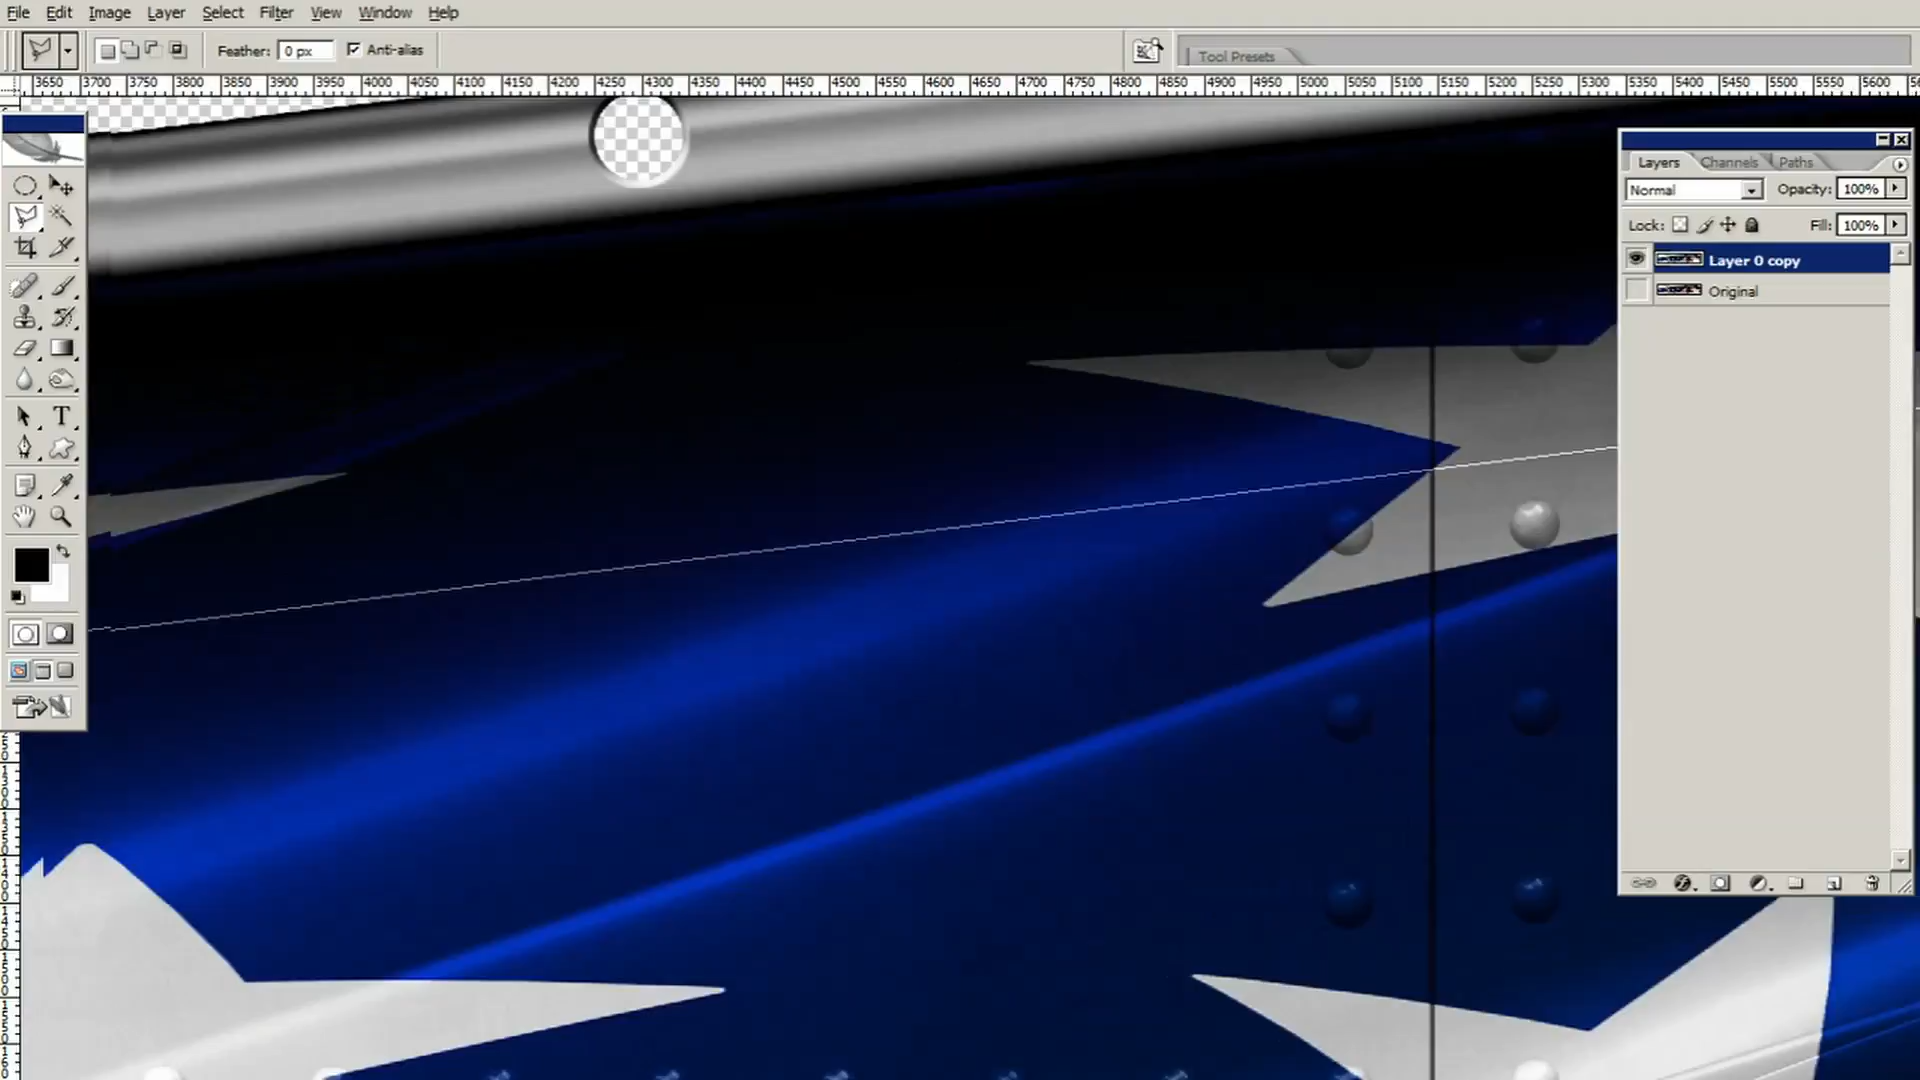 File Edit Image Layer Select Filter View Window Help
Feather: 0 px Anti-alias Tool Presets
3650 3700 3750 3800 3850 3900 3950 4000 4050 4100 4150 4200 4250 4300 4350 4400 4450 4500 4550 4600 4650 4700 4750 4800 4850 4900 4950 5000 5050 5100 5150 5200 5250 5300 5350 5400 5450 5500 5550 5600
Layers Channels Paths
Normal Opacity: 100%
Lock: Fill: 100%
Layer 0 copy
Original
T